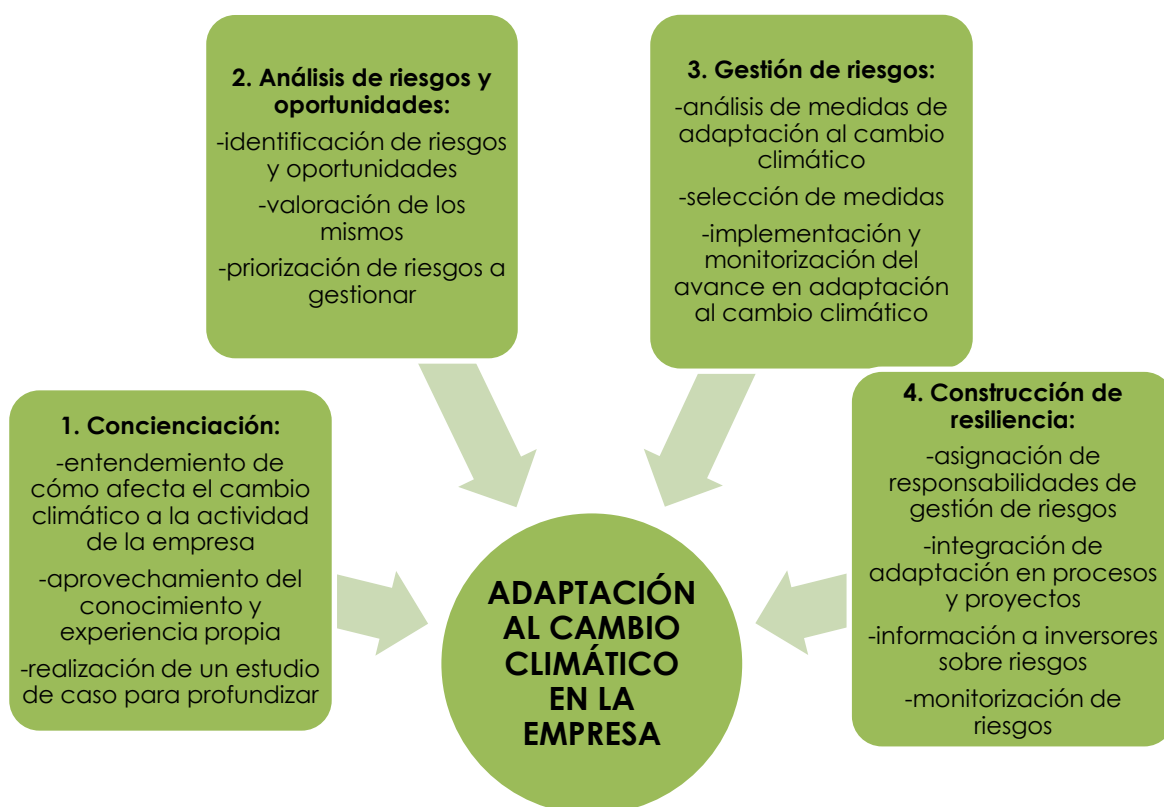 2. Análisis de riesgos y
oportunidades:
-identificación de riesgos
y oportunidades
-valoración de los
mismos
-priorización de riesgos a
gestionar
3. Gestión de riesgos:
-análisis de medidas de
adaptación al cambio
climático
-selección de medidas
-implementación y
monitorización del
avance en adaptación
al cambio climático
1. Concienciación:
-entendemiento de
cómo afecta el cambio
climático a la actividad
de la empresa
-aprovechamiento del
conocimiento y
experiencia propia
-realización de un estudio
de caso para profundizar
4. Construcción de
resiliencia:
-asignación de
responsabilidades de
gestión de riesgos
-integración de
adaptación en procesos
y proyectos
-información a inversores
sobre riesgos
-monitorización de
riesgos
ADAPTACIÓN
AL CAMBIO
CLIMÁTICO
EN LA
EMPRESA